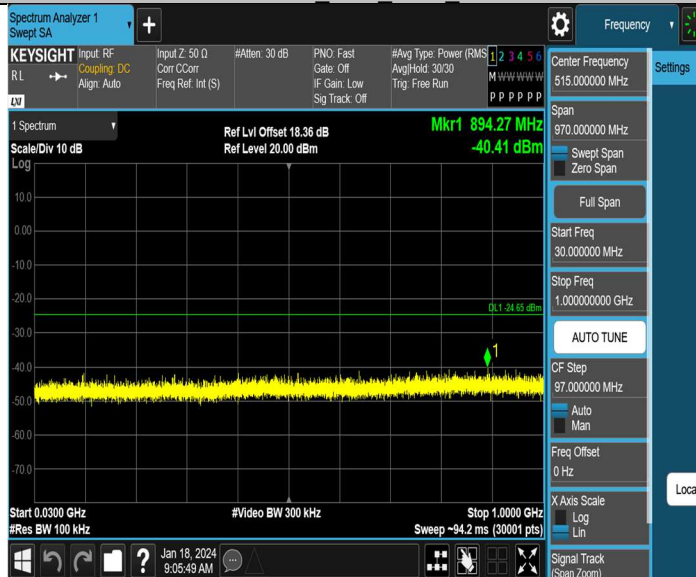 Spectrum Analyzer 1
Swept SA
+
Frequency
KEYSIGHT
RL
LXI
Input: RF
Coupling: DC
Align: Auto
Input Z: 50 Ω
Corr CCorr
Freq Ref: Int (S)
#Atten: 30 dB
PNO: Fast
Gate: Off
IF Gain: Low
Sig Track: Off
#Avg Type: Power (RMS
Avg|Hold: 30/30
Trig: Free Run
1 2 3 4 5 6
M W W W W W
P P P P P P
Center Frequency
515.000000 MHz
Settings
Span
970.000000 MHz
Swept Span
Zero Span
Full Span
Start Freq
30.000000 MHz
Stop Freq
1.000000000 GHz
AUTO TUNE
CF Step
97.000000 MHz
Auto
Man
Freq Offset
0 Hz
X Axis Scale
Log
Lin
Signal Track
(Span Zoom)
Loca
1 Spectrum
Scale/Div 10 dB
Log
Ref Lvl Offset 18.36 dB
Ref Level 20.00 dBm
Mkr1 894.27 MHz
-40.41 dBm
10.0
0.00
-10.0
-20.0
DL1 -24.65 dBm
-30.0
1
-40.0
-50.0
-60.0
-70.0
Start 0.0300 GHz
#Res BW 100 kHz
#Video BW 300 kHz
Stop 1.0000 GHz
Sweep ~94.2 ms (30001 pts)
?
Jan 18, 2024
9:05:49 AM